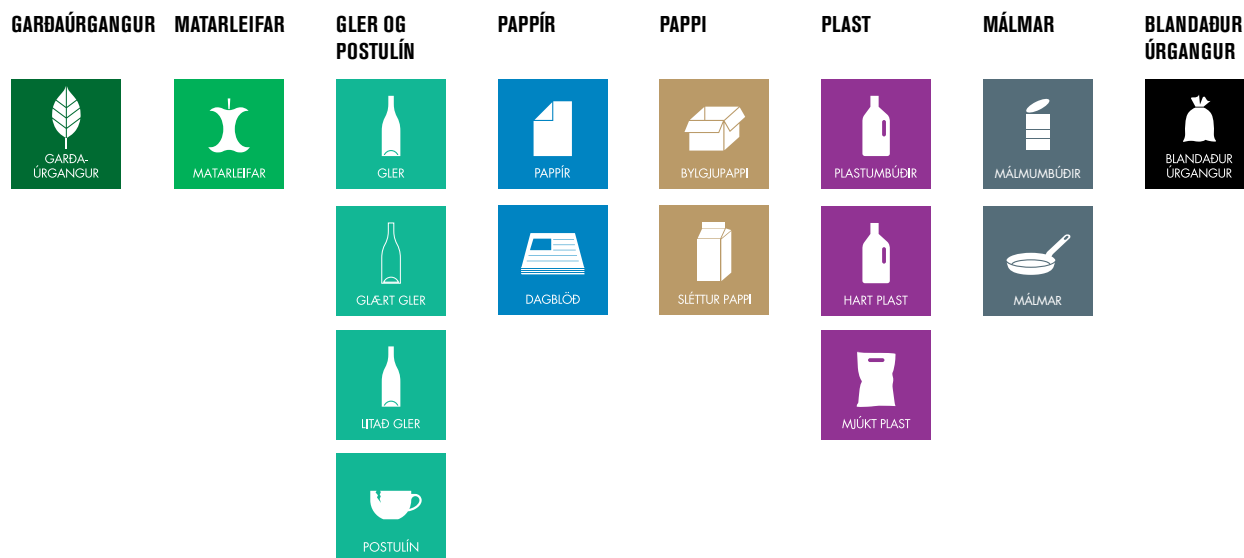 GARÐAÚRGANGUR
MATARLEIFAR
GLER OG
POSTULÍN
PAPPÍR
PAPPI
PLAST
MÁLMAR
BLANDAÐUR
ÚRGANGUR
GARÐA-
ÚRGANGUR
MATARLEIFAR
GLER
PAPPÍR
BYLGJUPAPPI
PLASTUMBÚÐIR
MÁLMUMBÚÐIR
BLANDAÐUR
ÚRGANGUR
GLÆRT GLER
DAGBLÖÐ
SLÉTTUR PAPPI
HART PLAST
MÁLMAR
LITAÐ GLER
MJÚKT PLAST
POSTULÍN